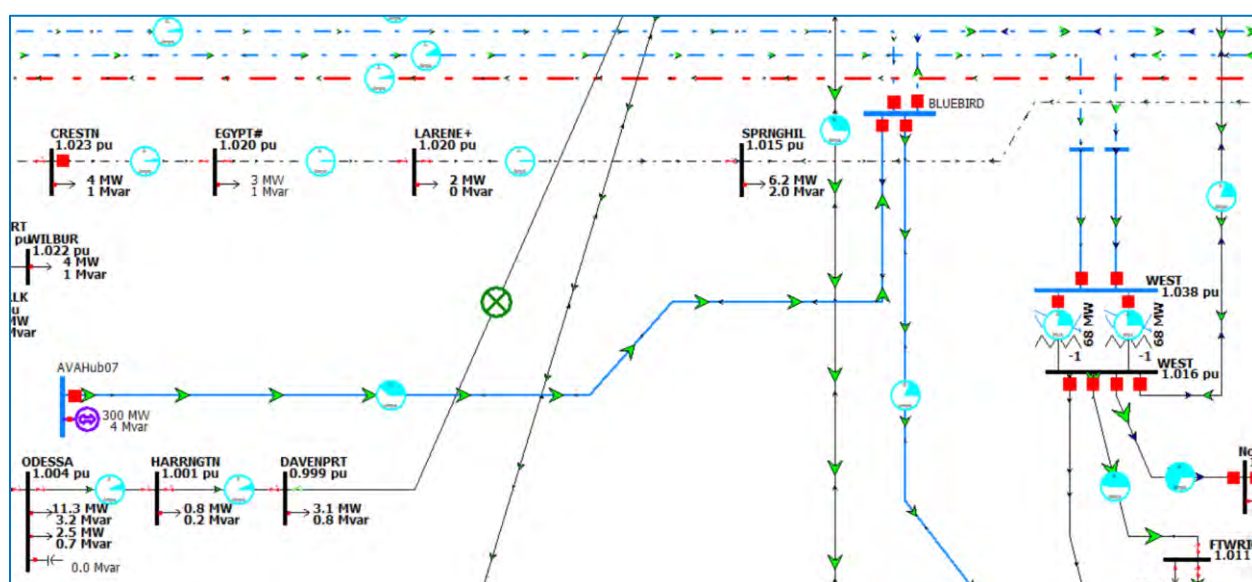 BLUEBIRD
CRESTN
1.023 pu
4 MW
1 Mvar
EGYPT#
1.020 pu
3 MW
1 Mvar
LARENE+
1.020 pu
2 MW
0 Mvar
SPRNGHIL
1.015 pu
6.2 MW
2.0 Mvar
RT
pu
WILBUR
1.022 pu
4 MW
1 Mvar
LK
u
MW
Mvar
WEST
1.038 pu
68 MW
68 MW
-1
-1
WEST
1.016 pu
AVAHub07
300 MW
4 Mvar
ODESSA
1.004 pu
11.3 MW
3.2 Mvar
2.5 MW
0.7 Mvar
0.0 Mvar
HARRNGTN
1.001 pu
0.8 MW
0.2 Mvar
DAVENPRT
0.999 pu
3.1 MW
0.8 Mvar
FTWRI
1.011